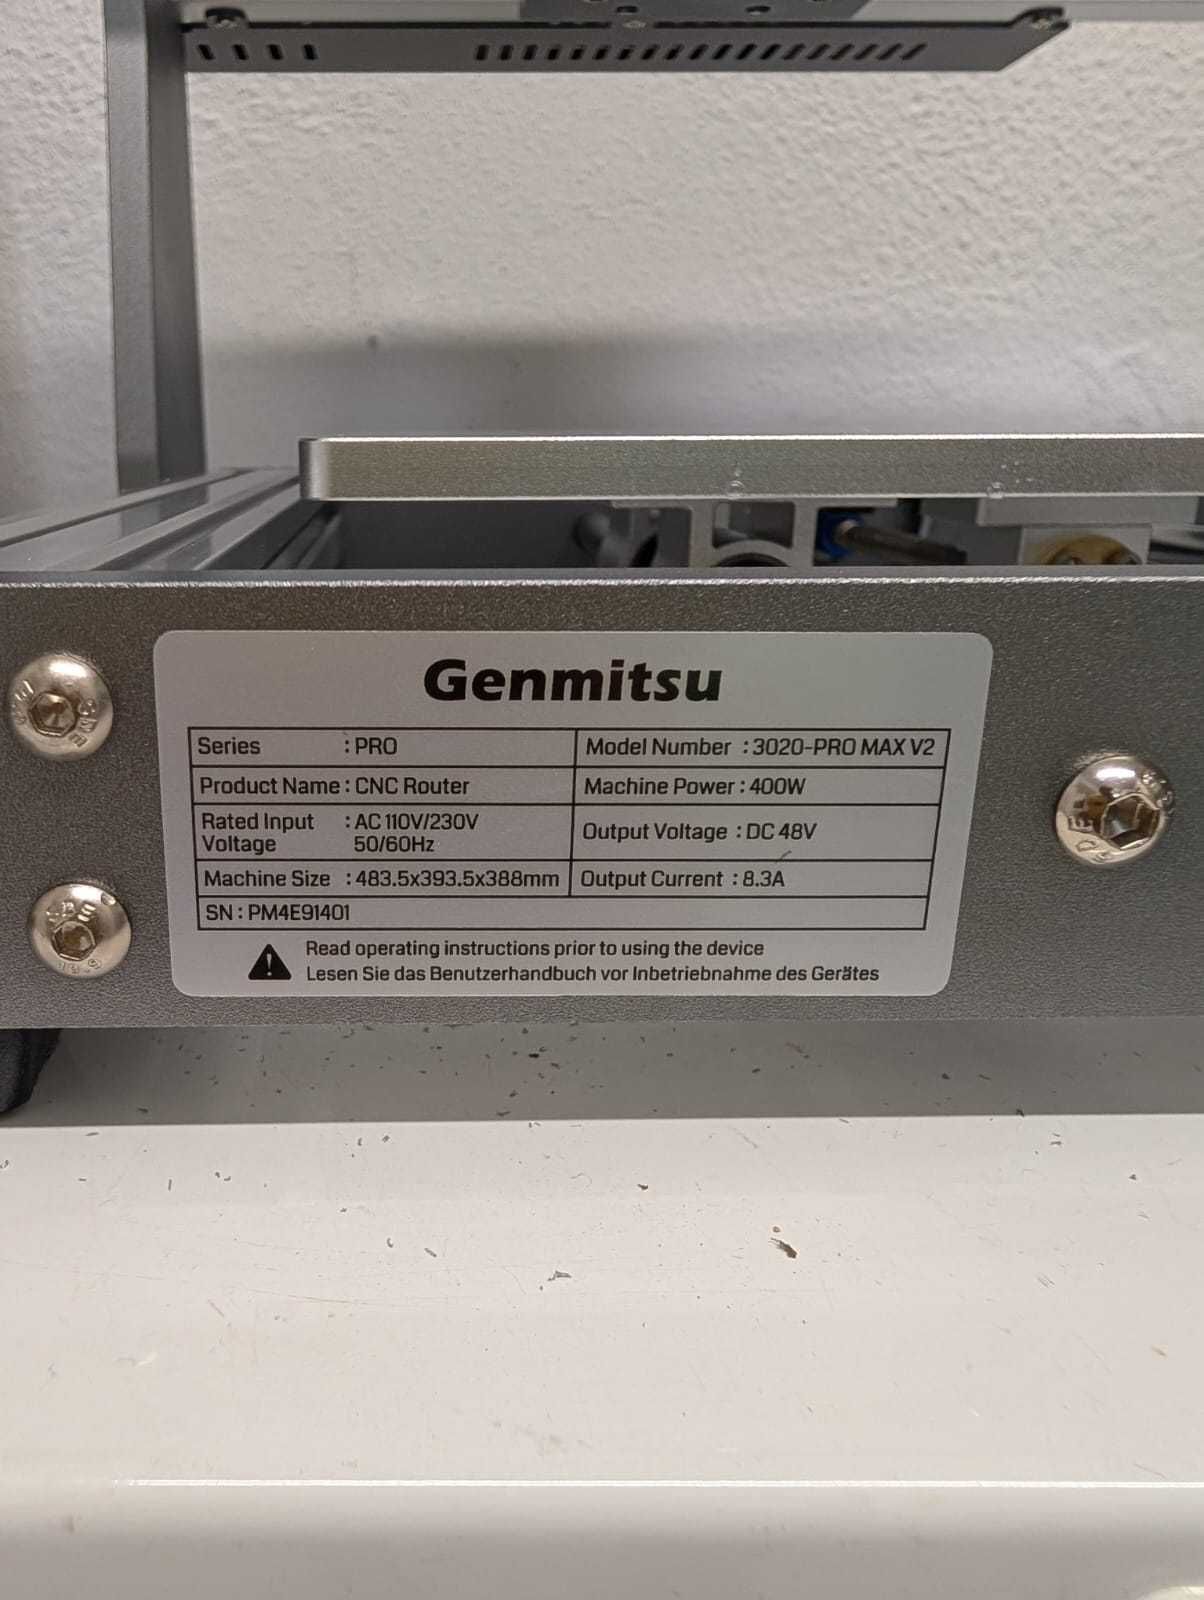 Genmitsu
Series : PRO
Model Number : 3020-PRO MAX V2
Product Name : CNC Router
Machine Power : 400W
Rated Input Voltage : AC 110V/230V 50/60Hz
Output Voltage : DC 48V
Machine Size : 483.5x393.5x388mm
Output Current : 8.3A
SN : PM4E91401
Read operating instructions prior to using the device
Lesen Sie das Benutzerhandbuch vor Inbetriebnahme des Gerätes